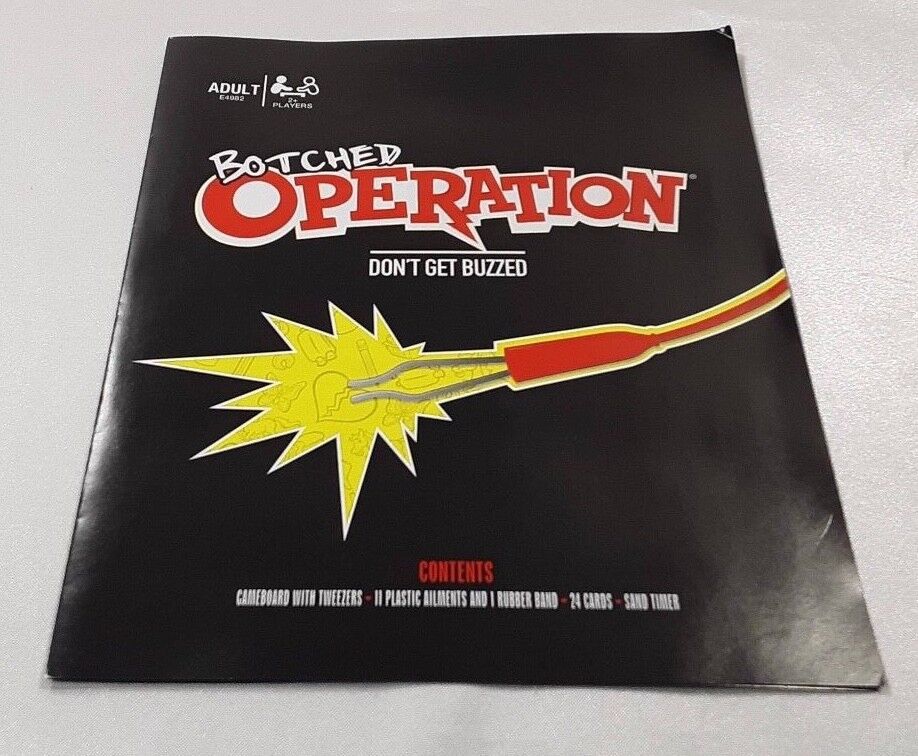 ADULT
E4982
2+
PLAYERS
BOTCHED
OPERATION®
DON'T GET BUZZED
CONTENTS
GAMEBOARD WITH TWEEZERS - 11 PLASTIC AILMENTS AND 1 RUBBER BAND - 24 CARDS - SAND TIMER